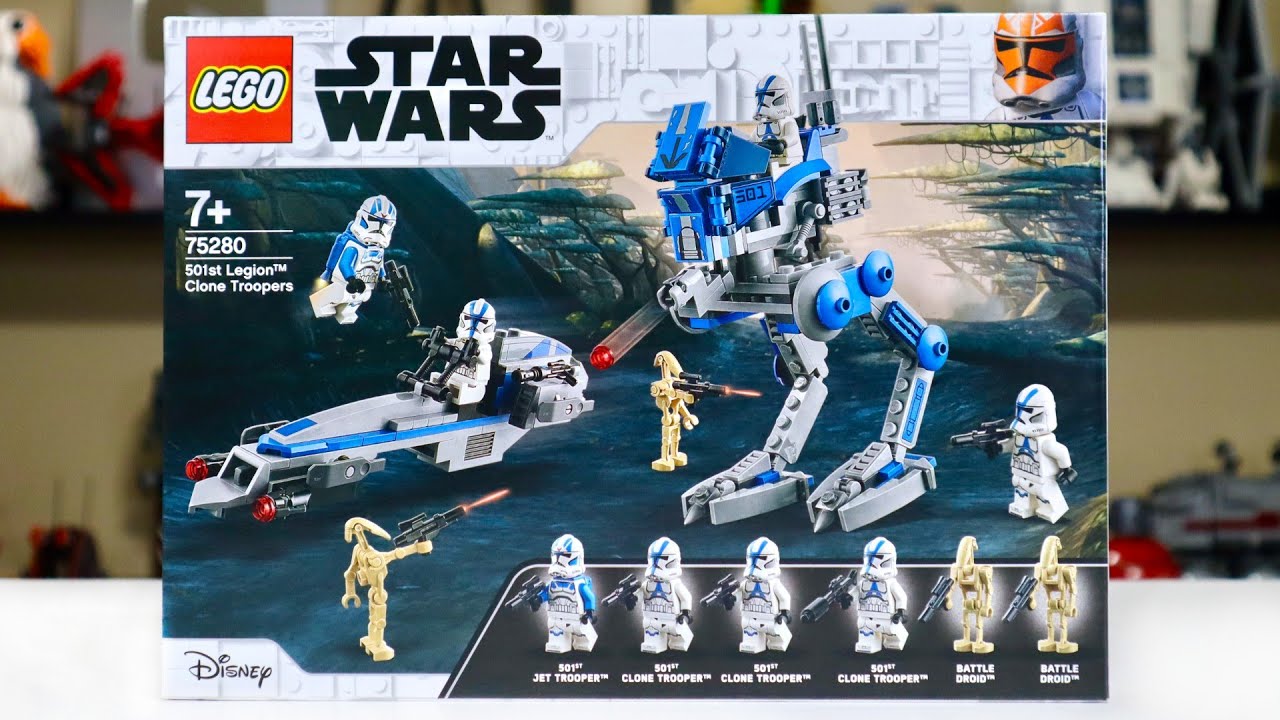 LEGO
STAR
WARS™
7+
75280
501st Legion™
Clone Troopers
501
501ST
JET TROOPER™
501ST
CLONE TROOPER™
501ST
CLONE TROOPER™
501ST
CLONE TROOPER™
BATTLE
DROID™
BATTLE
DROID™
Disney